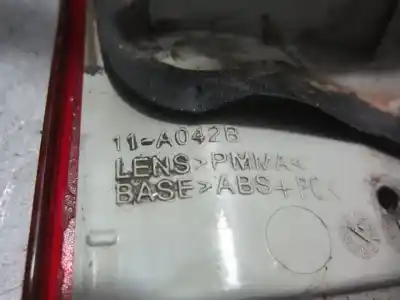 11-A042B
LENS>PMMA<
BASE>ABS+PC<